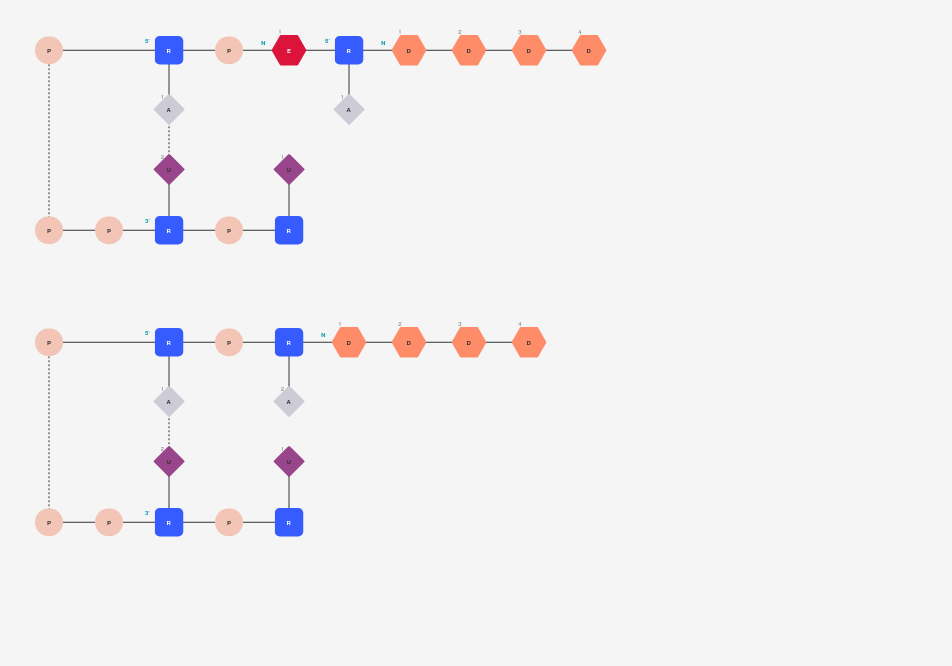 1 1 2 3 4
5' N 5' N
P R P E R D D D D
1 1
A A
2 1
U U
3'
P P R P R
1 2 3 4
5' N
P R P R D D D D
1 2
A A
2 1
U U
3'
P P R P R